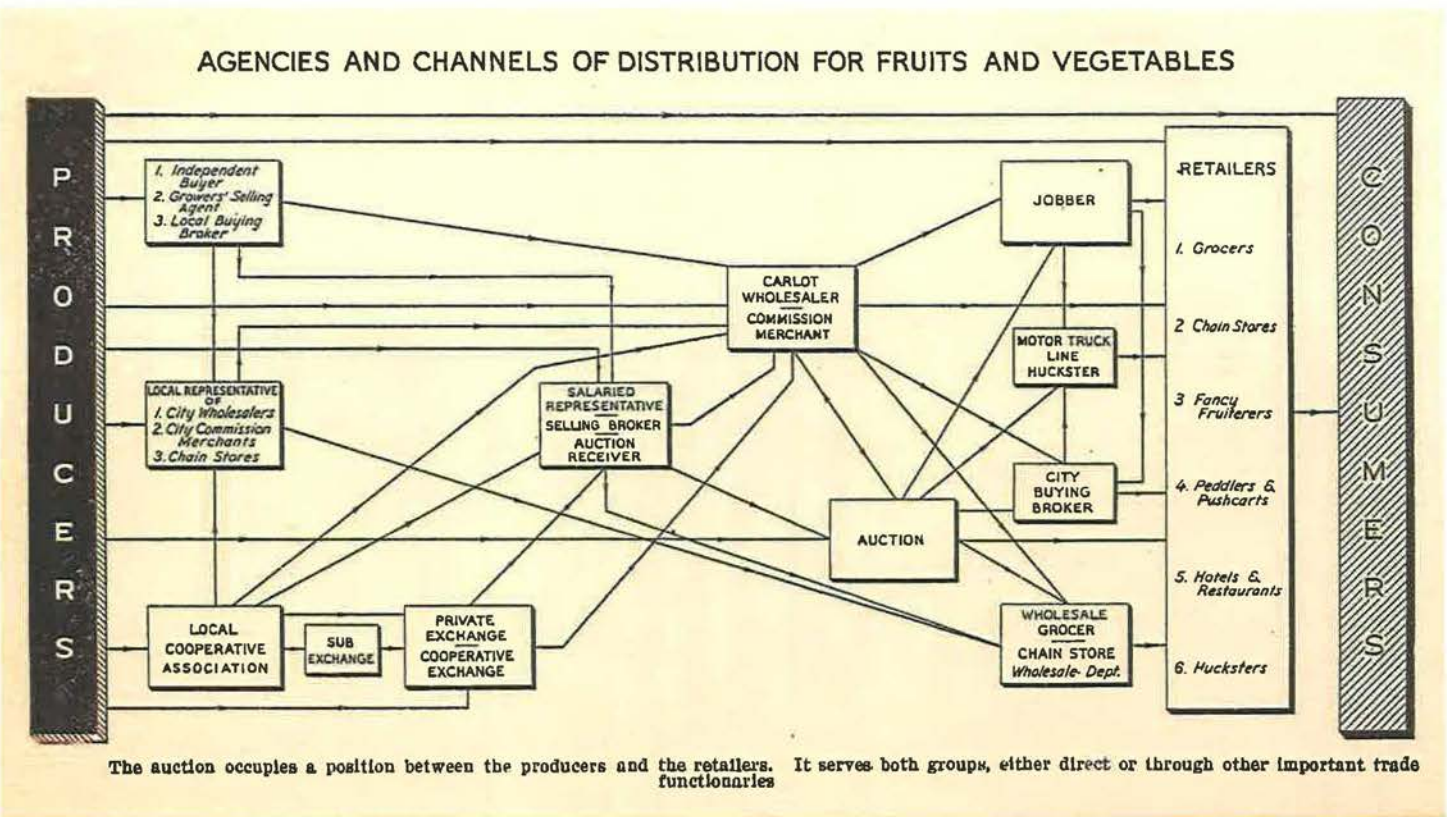 AGENCIES AND CHANNELS OF DISTRIBUTION FOR FRUITS AND VEGETABLES
PRODUCERS
1. Independent
Buyer
2. Growers' Selling
Agent
3. Local Buying
Broker
LOCAL REPRESENTATIVE
OF
1. City Wholesalers
2. City Commission
Merchants
3. Chain Stores
LOCAL
COOPERATIVE
ASSOCIATION
SUB
EXCHANGE
PRIVATE
EXCHANGE
COOPERATIVE
EXCHANGE
SALARIED
REPRESENTATIVE
SELLING BROKER
AUCTION
RECEIVER
CARLOT
WHOLESALER
COMMISSION
MERCHANT
AUCTION
JOBBER
MOTOR TRUCK
LINE
HUCKSTER
CITY
BUYING
BROKER
WHOLESALE
GROCER
CHAIN STORE
Wholesale-Dept.
RETAILERS
1. Grocers
2 Chain Stores
3 Fancy
Fruiterers
4. Peddlers &
Pushcarts
5. Hotels &
Restaurants
6. Hucksters
CONSUMERS
The auction occupies a position between the producers and the retailers. It serves both groups, either direct or through other important trade
functionaries